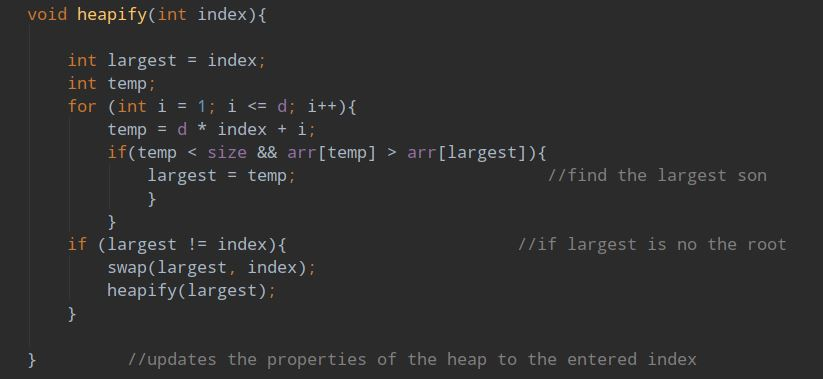 void heapify(int index){
int largest = index;
int temp;
for (int i = 1; i <= d; i++){
temp = d * index + i;
if(temp < size && arr[temp] > arr[largest]){
largest = temp; //find the largest son
}
}
if (largest != index){ //if largest is no the root
swap(largest, index);
heapify(largest);
}
} //updates the properties of the heap to the entered index